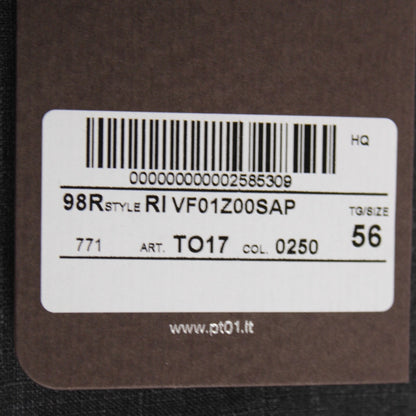 HQ
000000000002585309
98R STYLE RI VF01Z00SAP
TG/SIZE
771 ART. TO17 COL. 0250 56
www.pt01.it